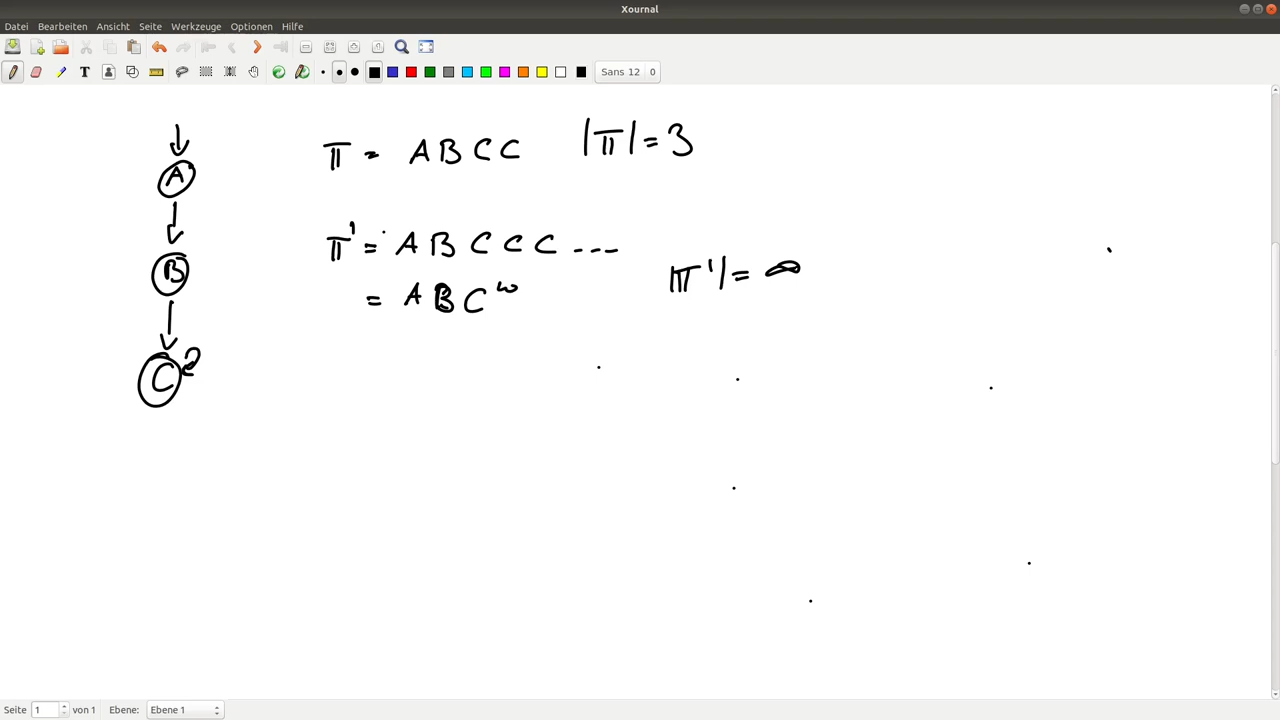 Xournal
Datei Bearbeiten Ansicht Seite Werkzeuge Optionen Hilfe
Sans 12 0
A
B
C
π = A B C C |π| = 3
π' = A B C C C ---
= A B C^ω |π'| = ∞
Seite 1 von 1 Ebene: Ebene 1